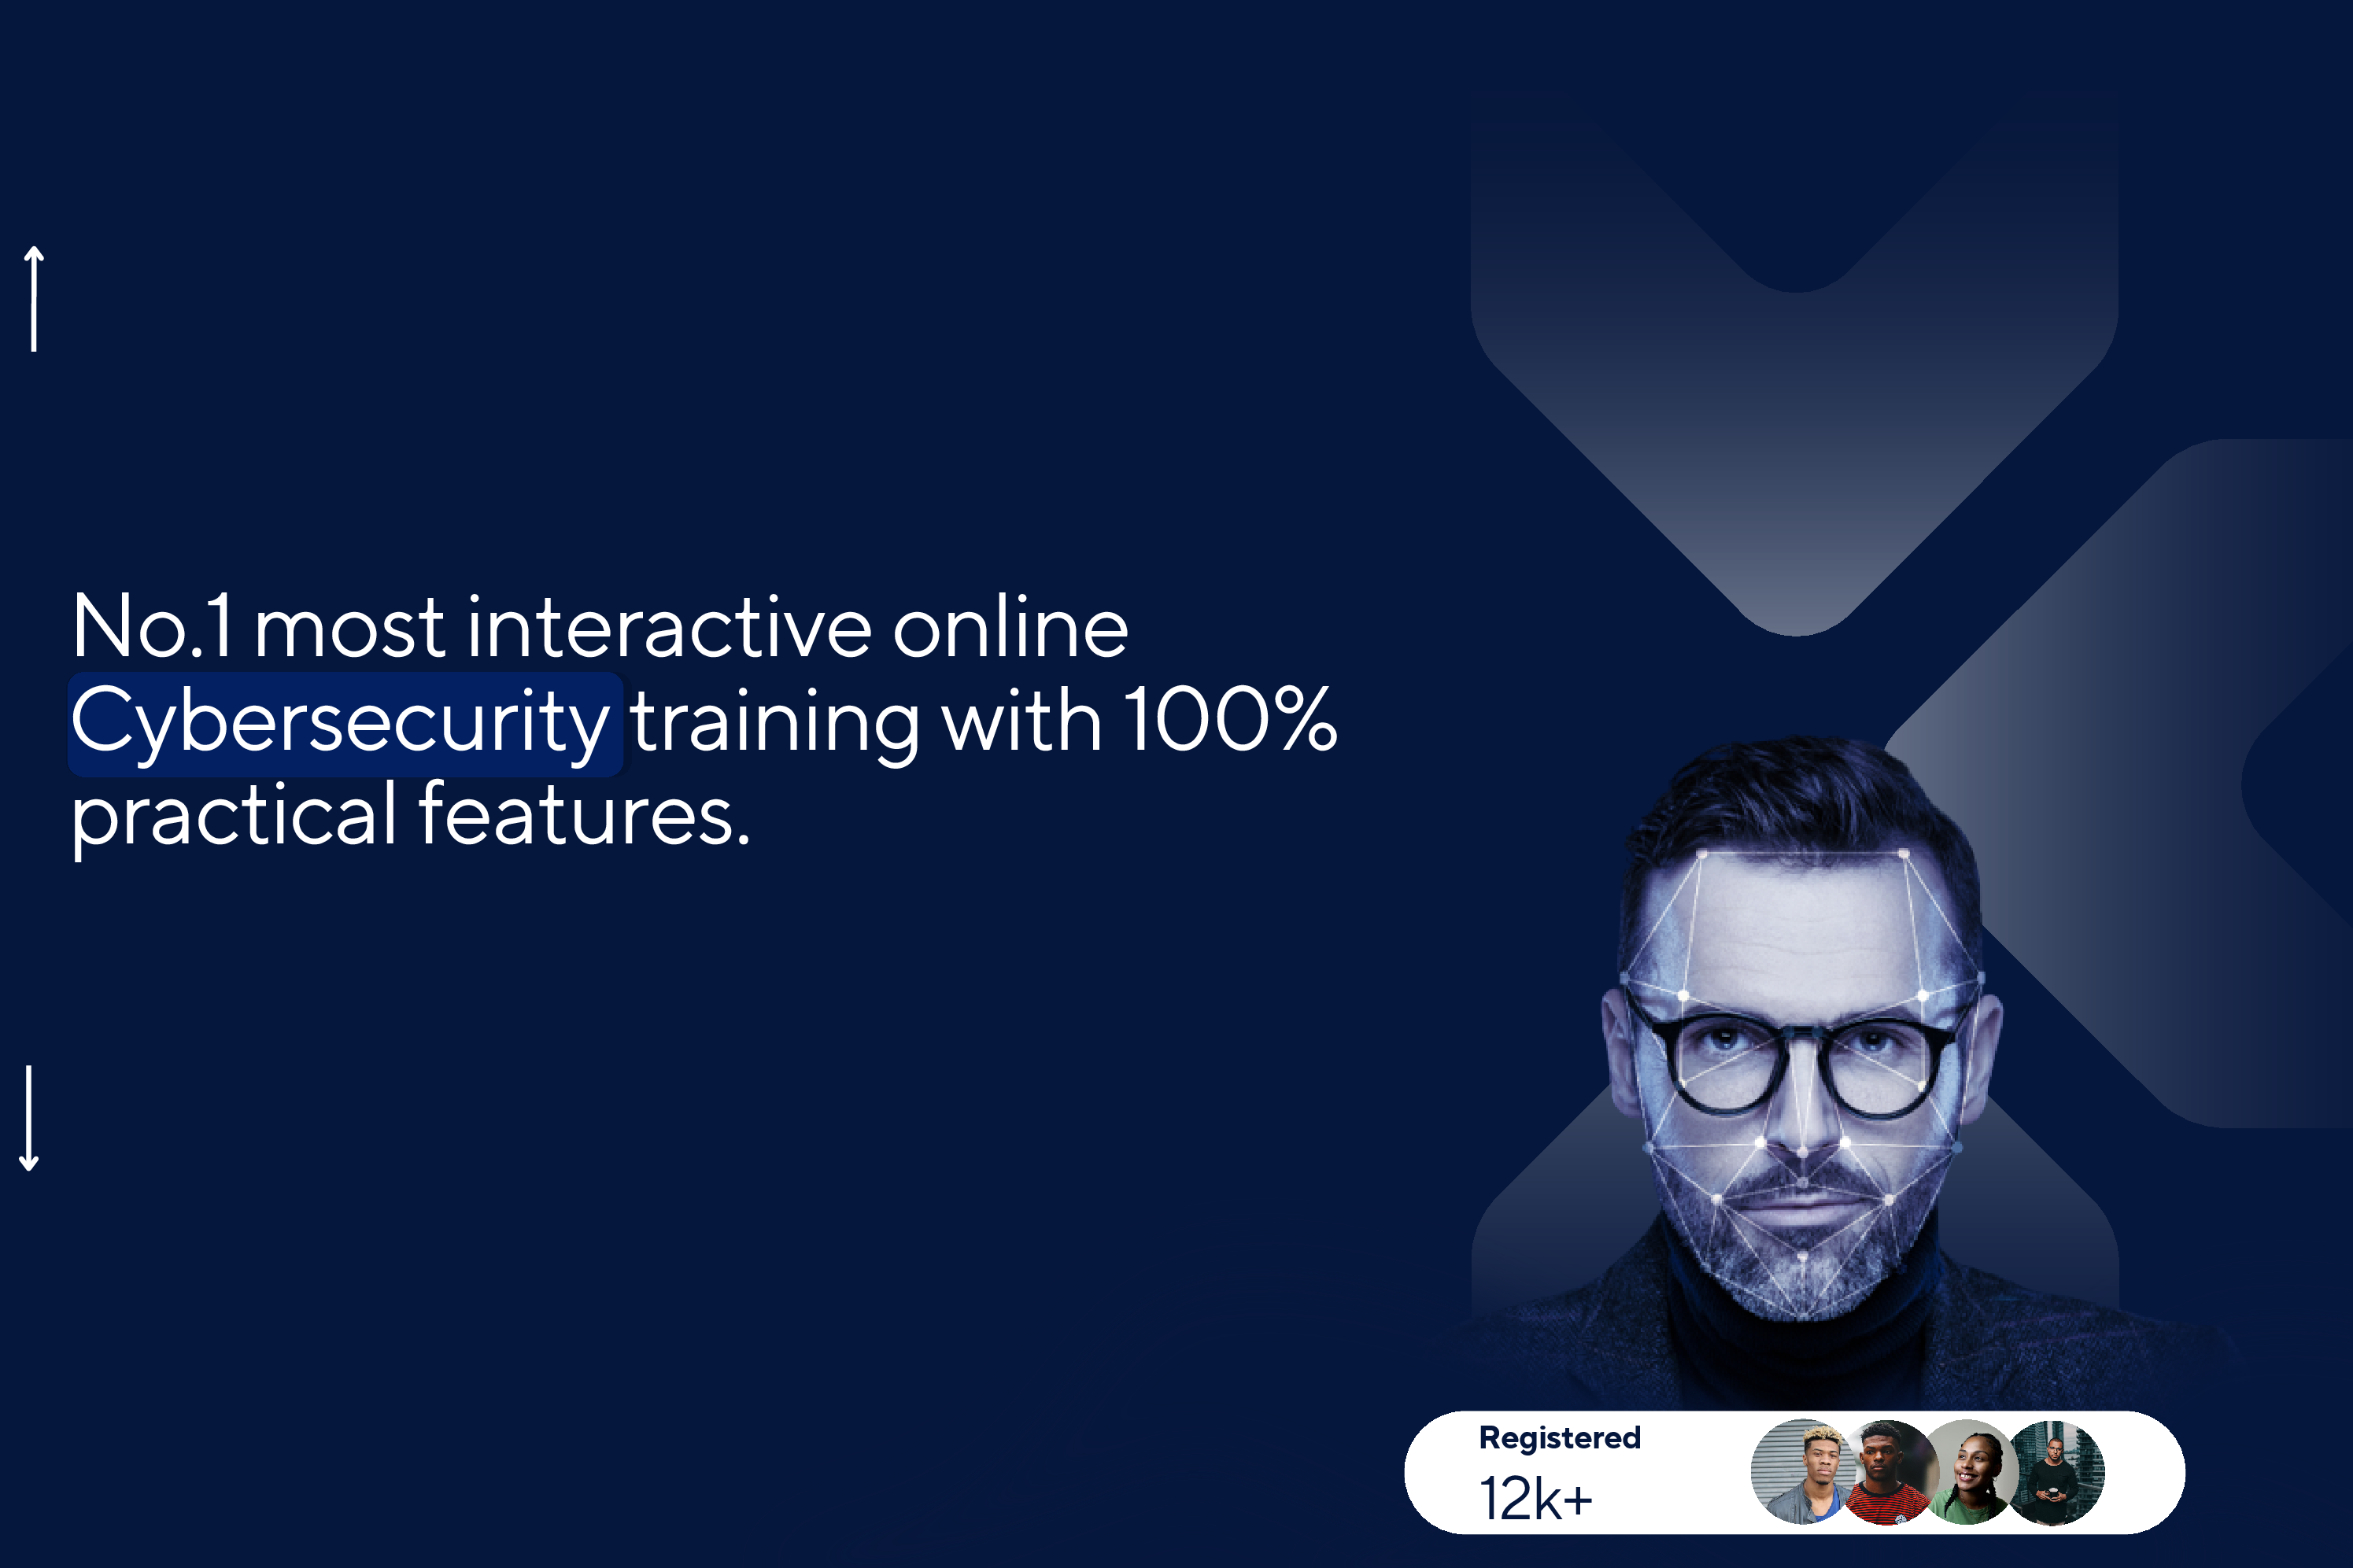 No.1 most interactive online
Cybersecurity training with 100%
practical features.
Registered
12k+